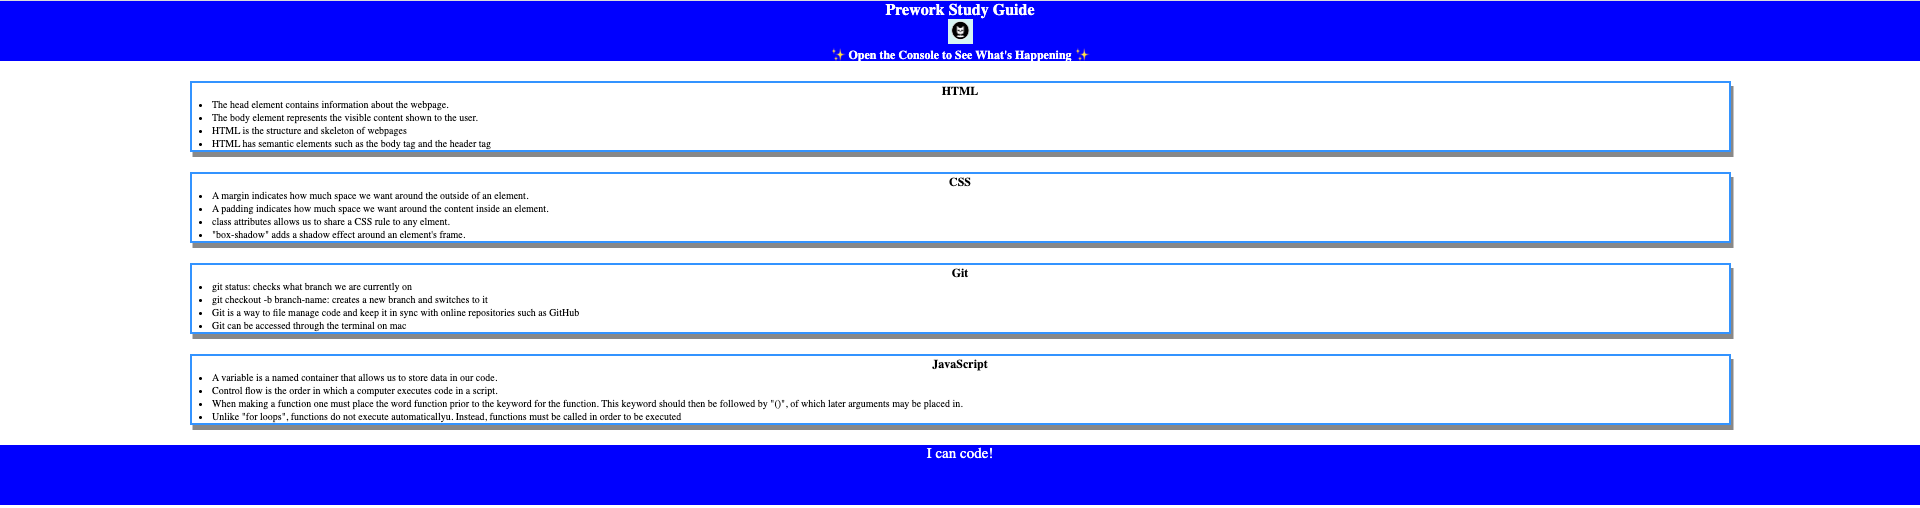 Prework Study Guide
✨ Open the Console to See What's Happening ✨
HTML
• The head element contains information about the webpage.
• The body element represents the visible content shown to the user.
• HTML is the structure and skeleton of webpages
• HTML has semantic elements such as the body tag and the header tag
CSS
• A margin indicates how much space we want around the outside of an element.
• A padding indicates how much space we want around the content inside an element.
• class attributes allows us to share a CSS rule to any elment.
• "box-shadow" adds a shadow effect around an element's frame.
Git
• git status: checks what branch we are currently on
• git checkout -b branch-name: creates a new branch and switches to it
• Git is a way to file manage code and keep it in sync with online repositories such as GitHub
• Git can be accessed through the terminal on mac
JavaScript
• A variable is a named container that allows us to store data in our code.
• Control flow is the order in which a computer executes code in a script.
• When making a function one must place the word function prior to the keyword for the function. This keyword should then be followed by "()", of which later arguments may be placed in.
• Unlike "for loops", functions do not execute automaticallyu. Instead, functions must be called in order to be executed
I can code!